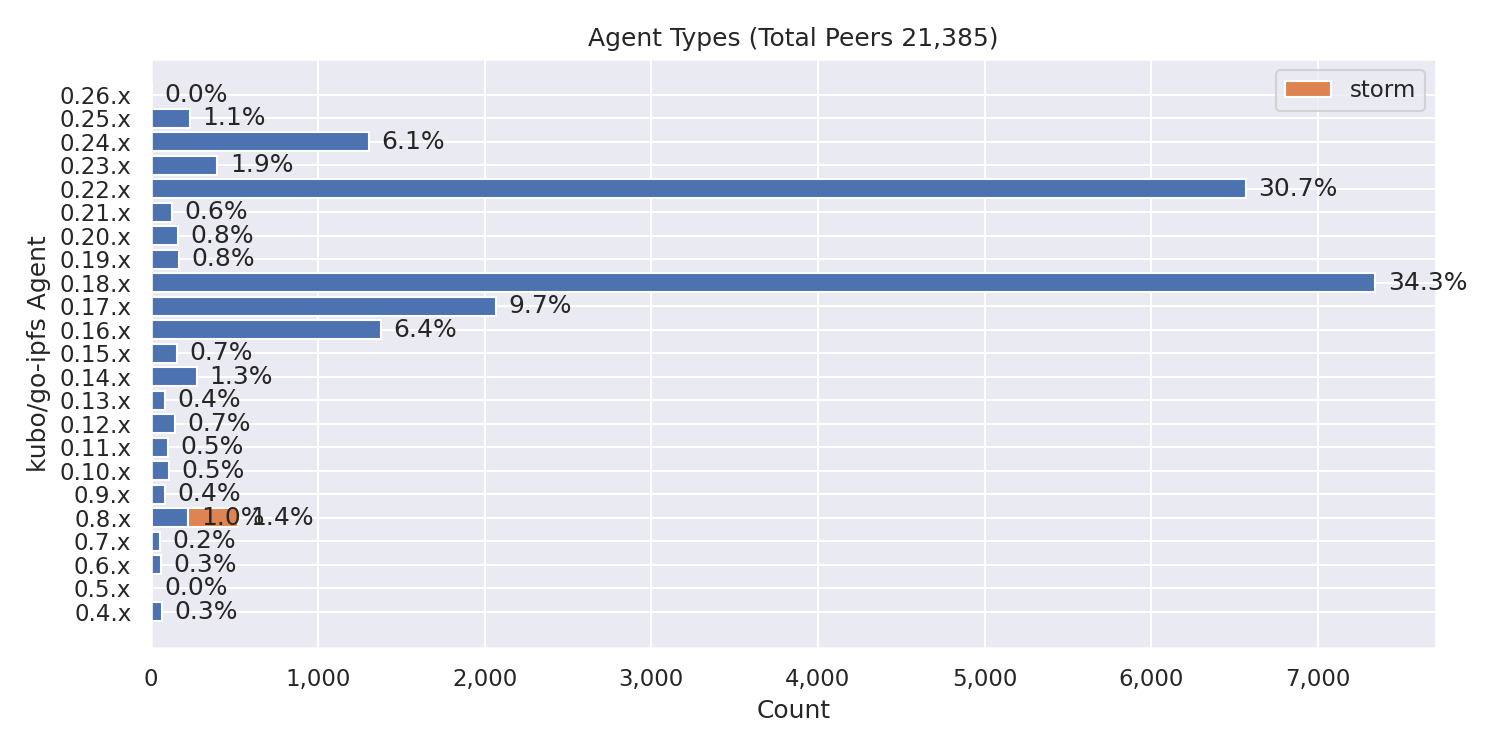 Agent Types (Total Peers 21,385)
storm
kubo/go-ipfs Agent
0.26.x 0.0%
0.25.x 1.1%
0.24.x 6.1%
0.23.x 1.9%
0.22.x 30.7%
0.21.x 0.6%
0.20.x 0.8%
0.19.x 0.8%
0.18.x 34.3%
0.17.x 9.7%
0.16.x 6.4%
0.15.x 0.7%
0.14.x 1.3%
0.13.x 0.4%
0.12.x 0.7%
0.11.x 0.5%
0.10.x 0.5%
0.9.x 0.4%
0.8.x 1.0% 1.4%
0.7.x 0.2%
0.6.x 0.3%
0.5.x 0.0%
0.4.x 0.3%
0 1,000 2,000 3,000 4,000 5,000 6,000 7,000
Count